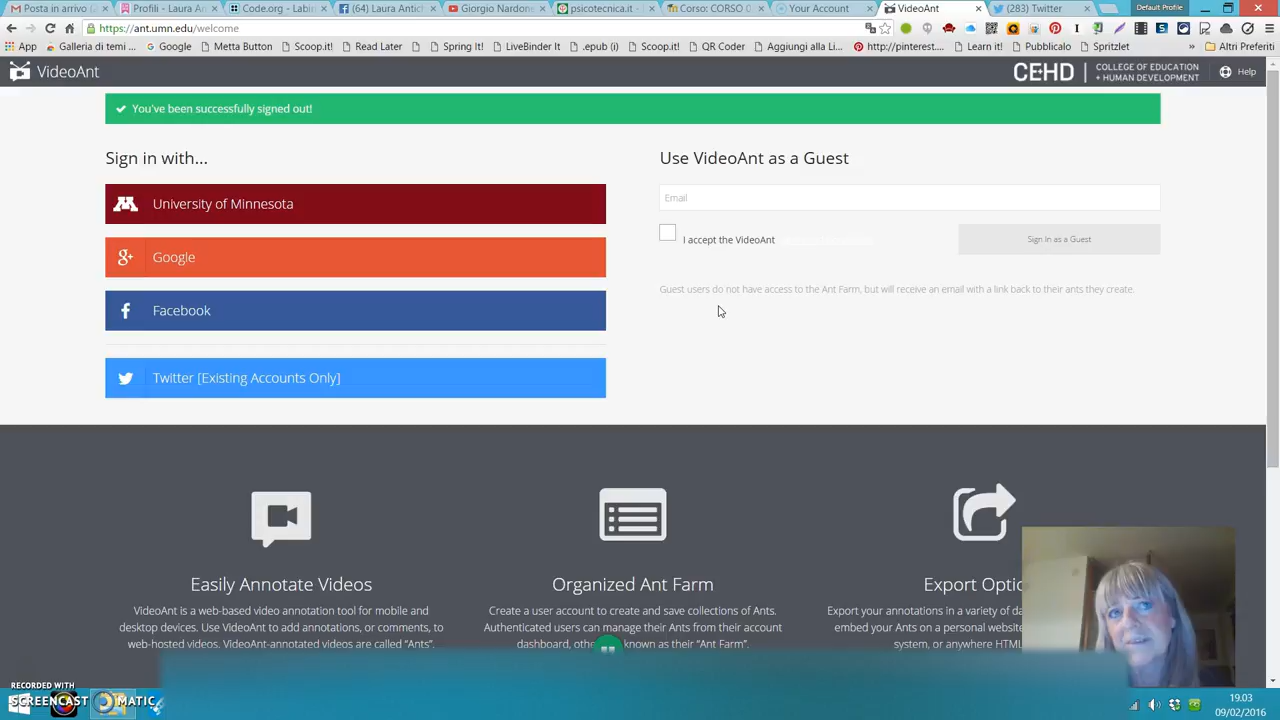 Posta in arrivo (
Profili - Laura An
Code.org - Labi
(64) Laura Antich
Giorgio Nardone
psicotecnica.it -
Corso: CORSO 0
Your Account
VideoAnt
(283) Twitter
Default Profile
https://ant.umn.edu/welcome
App
Galleria di temi ...
Google
Metta Button
Scoop.it!
Read Later
Spring It!
LiveBinder It
.epub (i)
Scoop.it!
QR Coder
Aggiungi alla Li...
http://pinterest....
Learn it!
Pubblicalo
Spritzlet
»
Altri Preferiti
VideoAnt
CEHD
COLLEGE OF EDUCATION
+ HUMAN DEVELOPMENT
Help
You've been successfully signed out!
Sign in with...
University of Minnesota
Google
Facebook
Twitter [Existing Accounts Only]
Use VideoAnt as a Guest
Email
I accept the VideoAnt
Sign In as a Guest
Guest users do not have access to the Ant Farm, but will receive an email with a link back to their ants they create.
Easily Annotate Videos
VideoAnt is a web-based video annotation tool for mobile and
desktop devices. Use VideoAnt to add annotations, or comments, to
web-hosted videos. VideoAnt-annotated videos are called “Ants”.
Organized Ant Farm
Create a user account to create and save collections of Ants.
Authenticated users can manage their Ants from their account
dashboard, othe known as their “Ant Farm”.
Export Optio
Export your annotations in a variety of da
embed your Ants on a personal website
system, or anywhere HTML
RECORDED WITH
SCREENCAST MATIC
19.03
09/02/2016